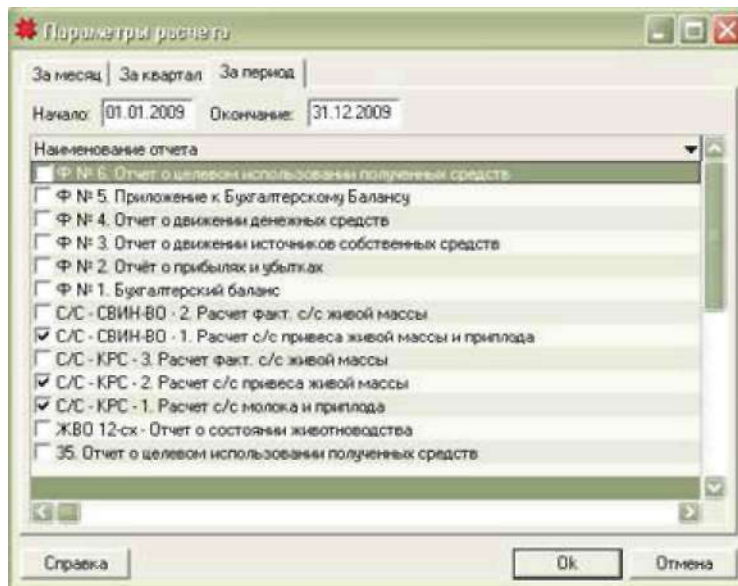 Параметры расчета
За месяц За квартал За период
Начало: 01.01.2009 Окончание: 31.12.2009
Наименование отчета
Ф № 6. Отчет о целевом использовании полученных средств
Ф № 5. Приложение к Бухгалтерскому Балансу
Ф № 4. Отчет о движении денежных средств
Ф № 3. Отчет о движении источников собственных средств
Ф № 2. Отчёт о прибылях и убытках
Ф № 1. Бухгалтерский баланс
С/С - СВИН-ВО - 2. Расчет факт. с/с живой массы
С/С - СВИН-ВО - 1. Расчет с/с привеса живой массы и приплода
С/С - КРС - 3. Расчет факт. с/с живой массы
С/С - КРС - 2. Расчет с/с привеса живой массы
С/С - КРС - 1. Расчет с/с молока и приплода
ЖВО 12-сх - Отчет о состоянии животноводства
35. Отчет о целевом использовании полученных средств
Справка Ok Отмена